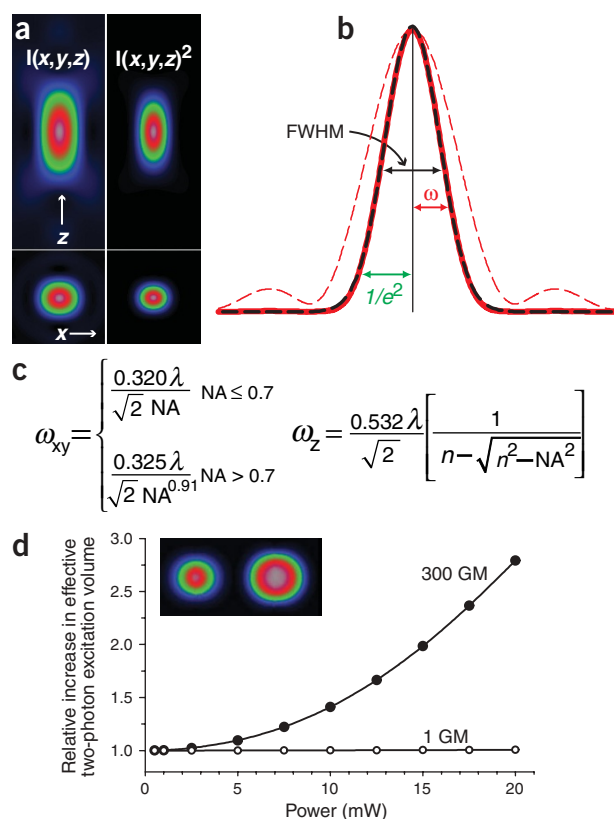 a
I(x,y,z)
I(x,y,z)²
z
x
b
FWHM
ω
1/e²
c
ω_xy = { 0.320 λ / √2 NA NA ≤ 0.7
0.325 λ / √2 NA^0.91 NA > 0.7
ω_z = 0.532 λ / √2 [ 1 / n – √n² – NA² ]
d
Relative increase in effective
two-photon excitation volume
3.0
2.5
2.0
1.5
1.0
300 GM
1 GM
0 5 10 15 20
Power (mW)